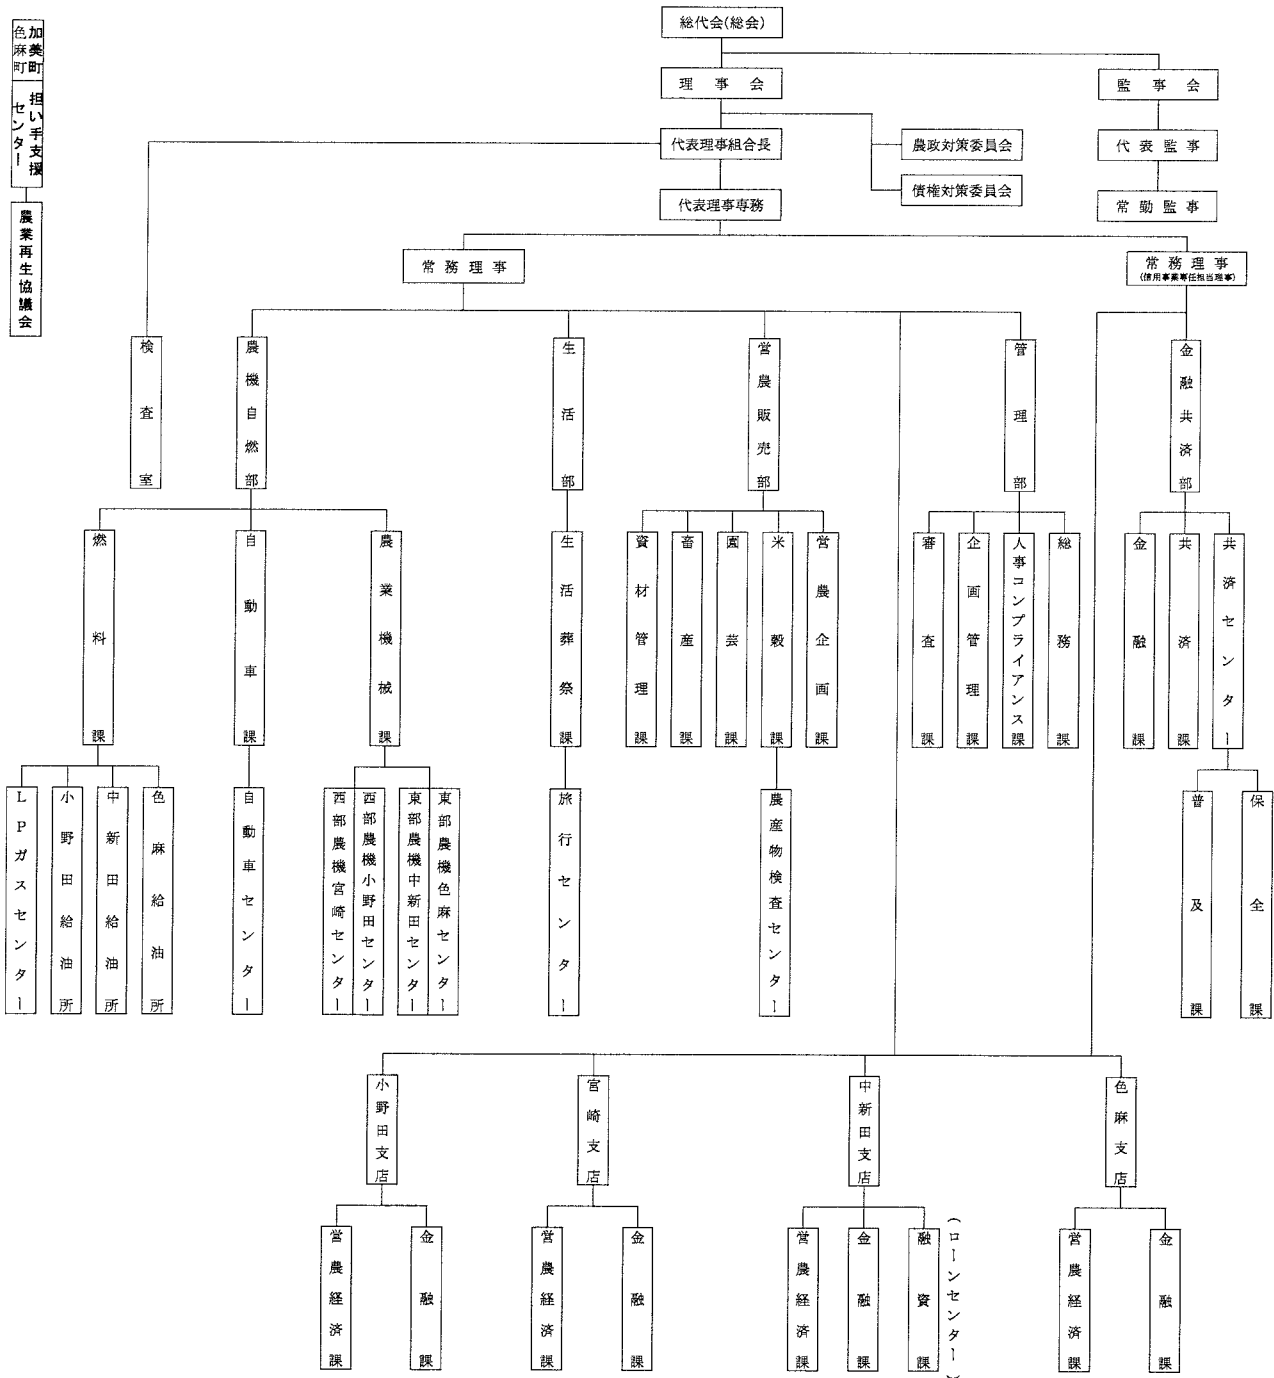 総代会(総会)
理事会
監事会
代表理事組合長
農政対策委員会
代表監事
債権対策委員会
代表理事専務
常勤監事
常務理事
常務理事
(信用事業専任担当理事)
加美町
色麻町
担い手支援
センター
農業再生協議会
検査室
農機自燃部
生活部
営農販売部
管理部
金融共済部
燃料課
自動車課
農業機械課
生活葬祭課
資材管理課
畜産課
園芸課
米穀課
営農企画課
審査課
企画管理課
人事コンプライアンス課
総務課
金融課
共済課
共済センター
LPガスセンター
小野田給油所
中新田給油所
色麻給油所
自動車センター
西部農機宮崎センター
西部農機小野田センター
東部農機中新田センター
東部農機色麻センター
旅行センター
農産物検査センター
普及課
保全課
小野田支店
宮崎支店
中新田支店
色麻支店
営農経済課
金融課
営農経済課
金融課
営農経済課
金融課
融資課
(ローンセンター)
営農経済課
金融課